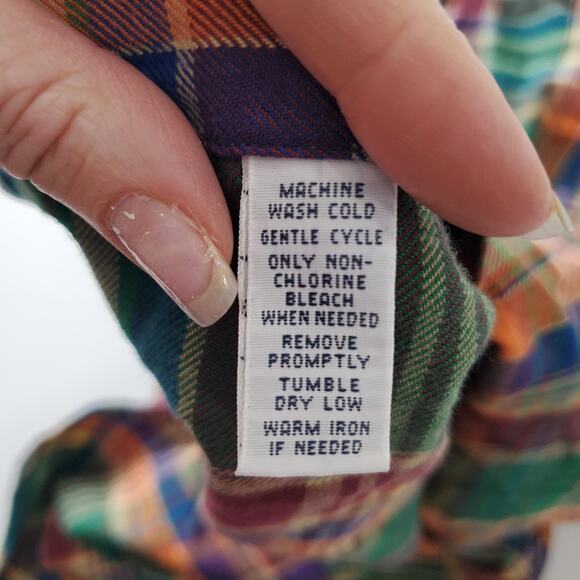 MACHINE
WASH COLD
GENTLE CYCLE
ONLY NON-
CHLORINE
BLEACH
WHEN NEEDED
REMOVE
PROMPTLY
TUMBLE
DRY LOW
WARM IRON
IF NEEDED